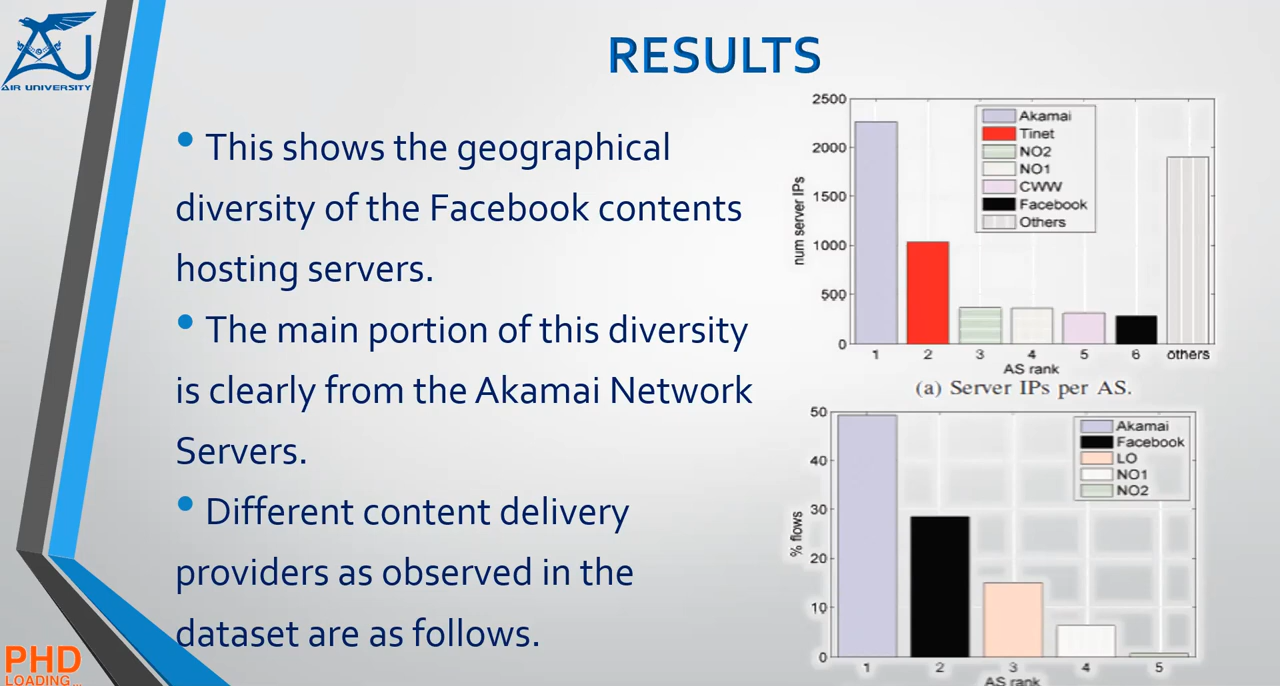 AIR UNIVERSITY
RESULTS
• This shows the geographical
diversity of the Facebook contents
hosting servers.
• The main portion of this diversity
is clearly from the Akamai Network
Servers.
• Different content delivery
providers as observed in the
dataset are as follows.
PHD
LOADING...
2500
2000
1500
1000
500
0
num server IPs
Akamai
Tinet
NO2
NO1
CWW
Facebook
Others
1 2 3 4 5 6 others
AS rank
(a) Server IPs per AS.
50
40
30
20
10
0
% flows
Akamai
Facebook
LO
NO1
NO2
1 2 3 4 5
AS rank